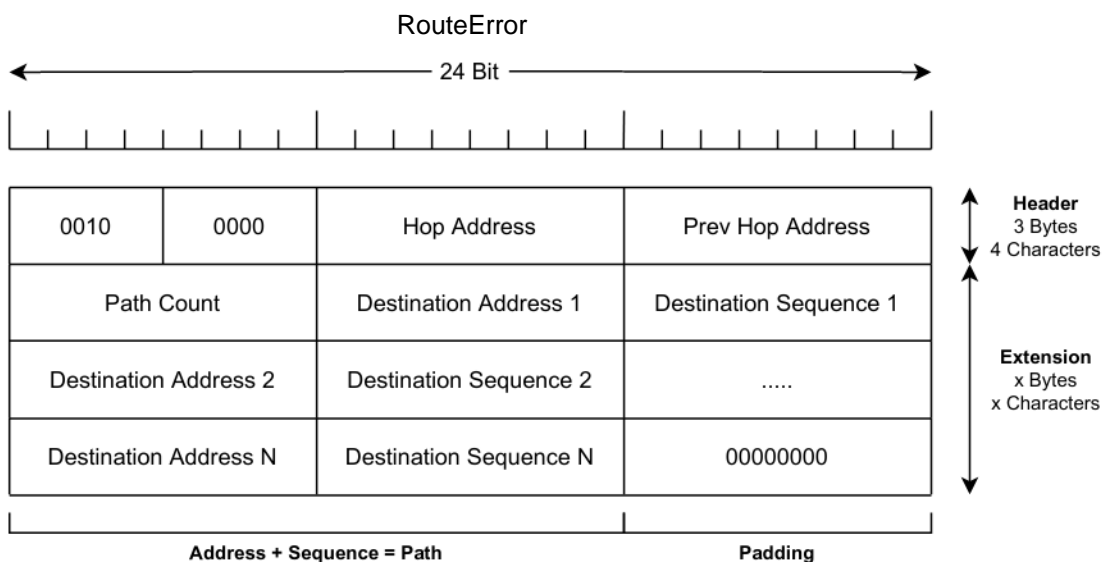 RouteError
24 Bit
0010 0000 Hop Address Prev Hop Address
Header
3 Bytes
4 Characters
Path Count Destination Address 1 Destination Sequence 1
Destination Address 2 Destination Sequence 2 .....
Extension
x Bytes
x Characters
Destination Address N Destination Sequence N 00000000
Address + Sequence = Path Padding